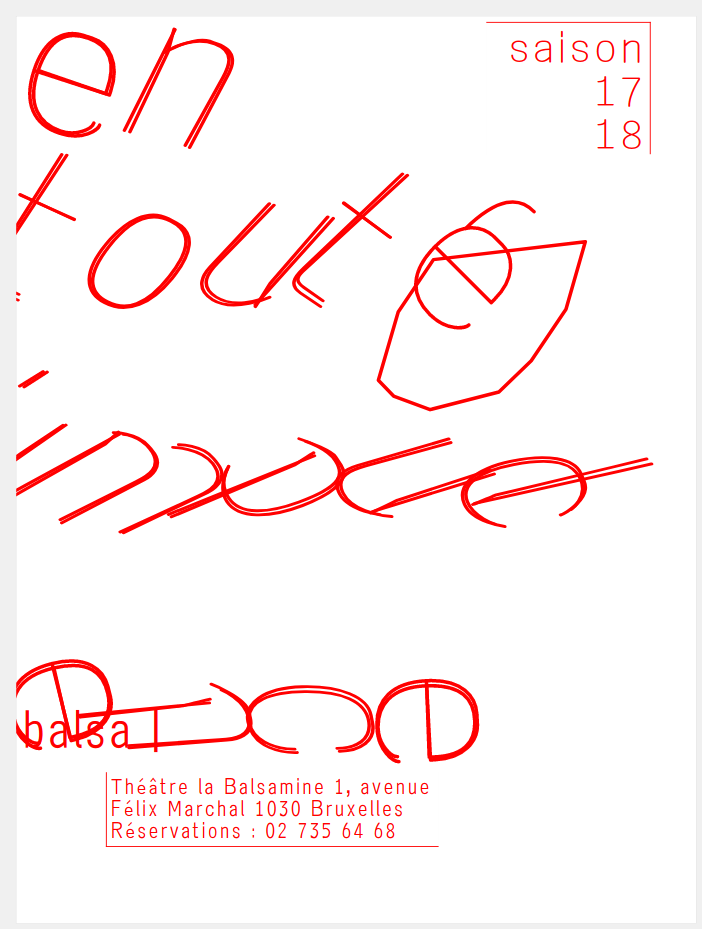 saison
17
18
en
toute
balsa
Théâtre la Balsamine 1, avenue
Félix Marchal 1030 Bruxelles
Réservations : 02 735 64 68